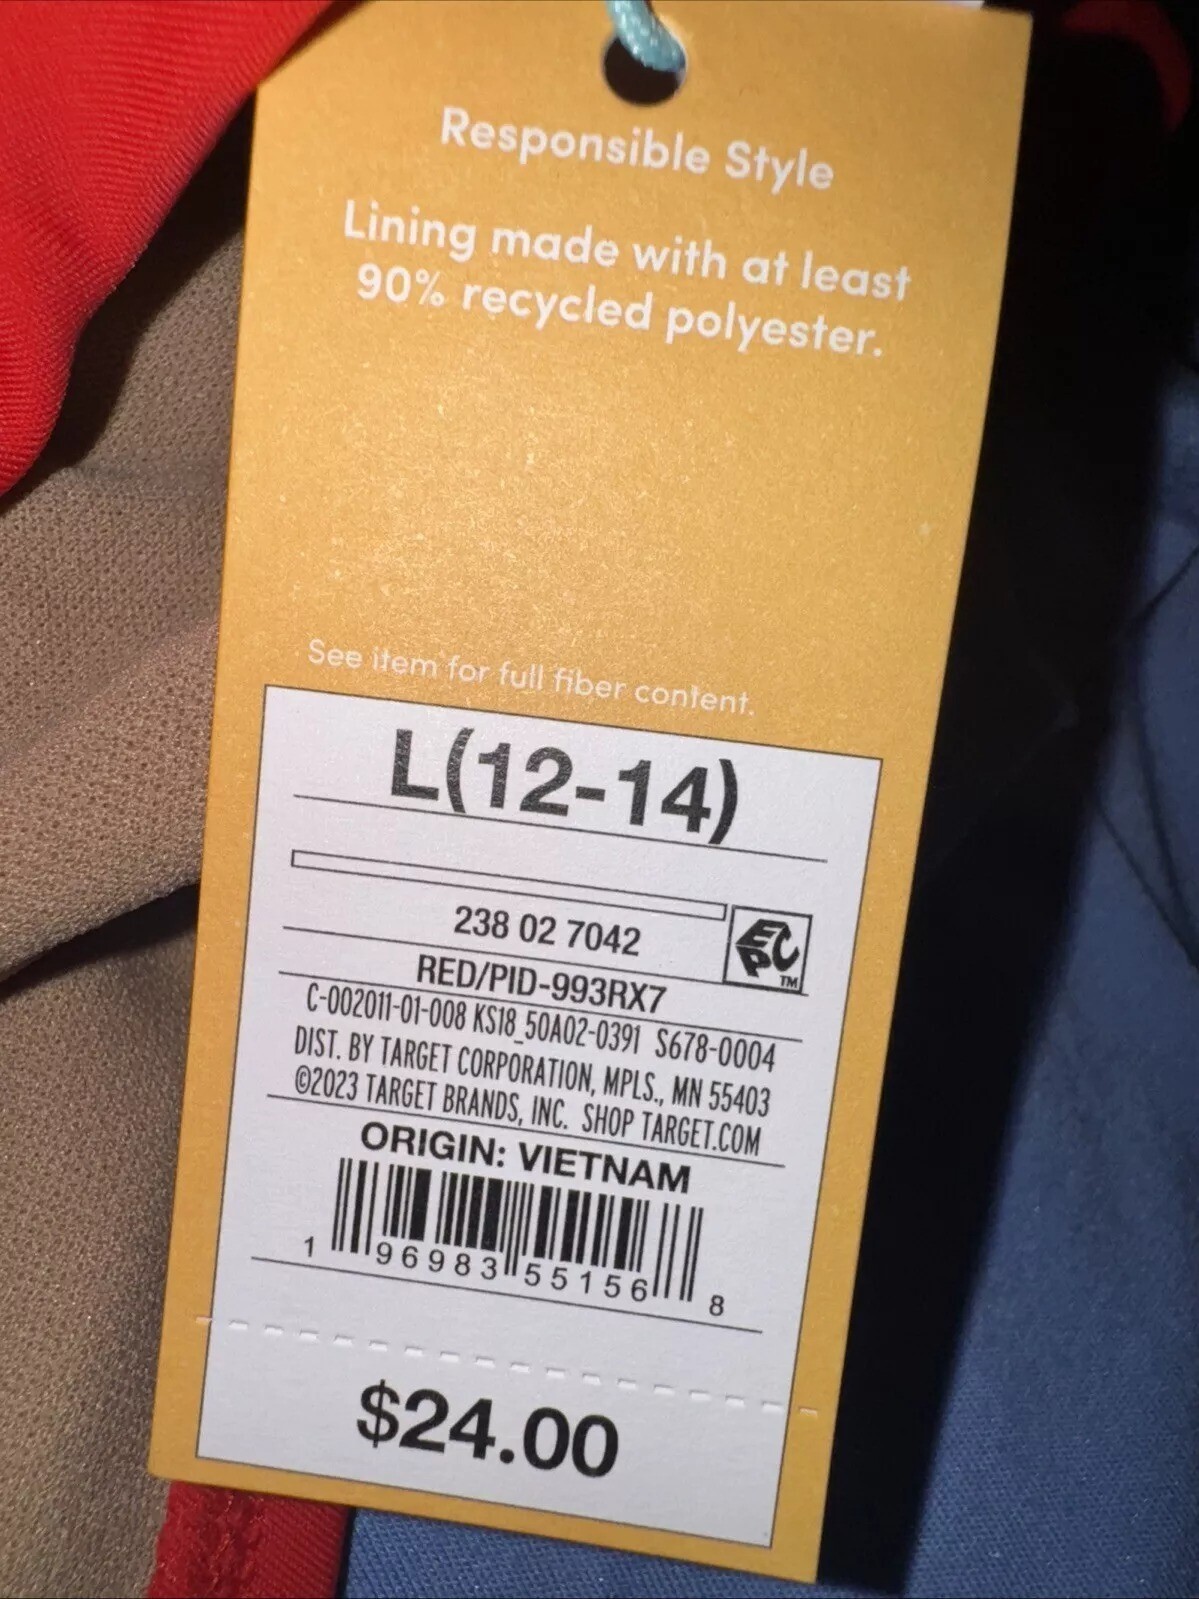 Responsible Style
Lining made with at least
90% recycled polyester.
See item for full fiber content.
L(12-14)
238 02 7042
EPC TM
RED/PID-993RX7
C-002011-01-008 KS18_50A02-0391 S678-0004
DIST. BY TARGET CORPORATION, MPLS., MN 55403
©2023 TARGET BRANDS, INC. SHOP TARGET.COM
ORIGIN: VIETNAM
1 96983 55156 8
$24.00